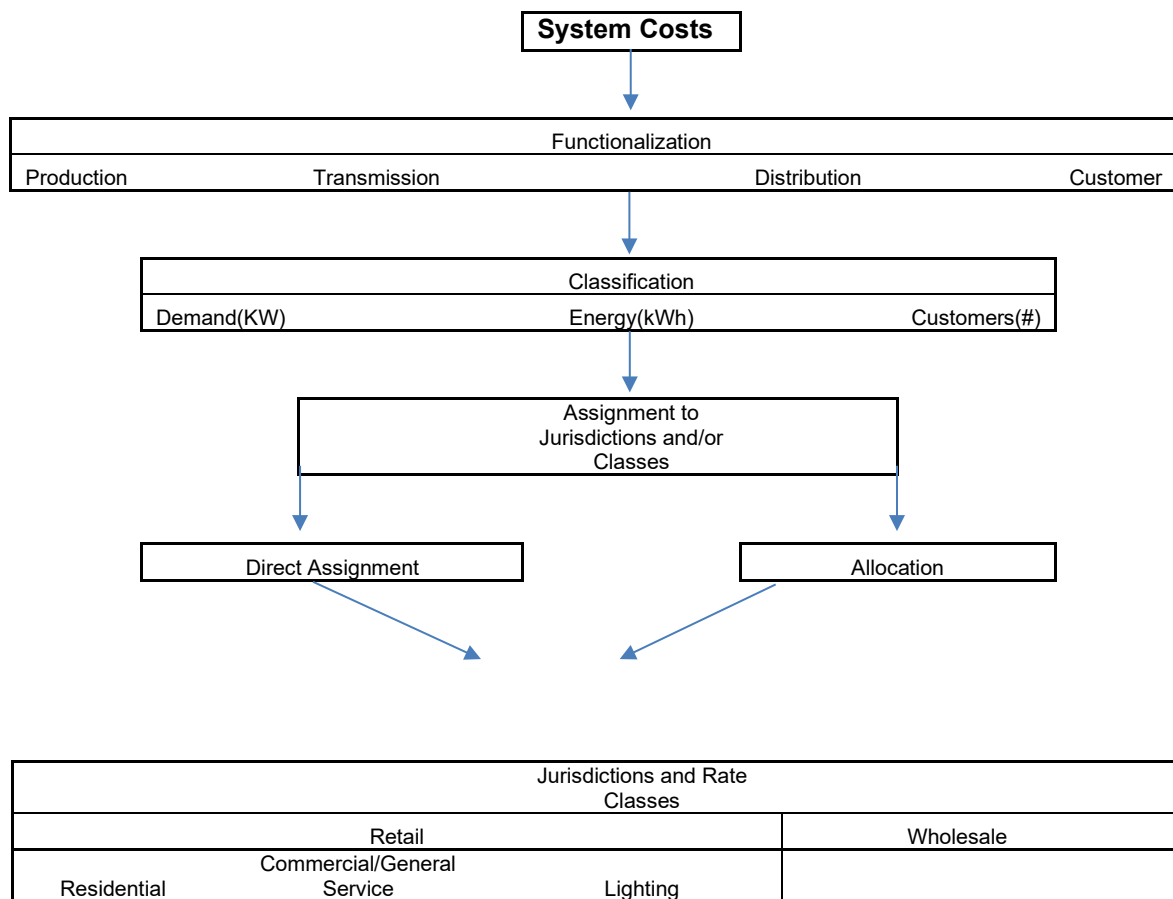 System Costs
Functionalization
Production Transmission Distribution Customer
Classification
Demand(KW) Energy(kWh) Customers(#)
Assignment to
Jurisdictions and/or
Classes
Direct Assignment Allocation
Jurisdictions and Rate
Classes
Retail Wholesale
Commercial/General
Residential Service Lighting